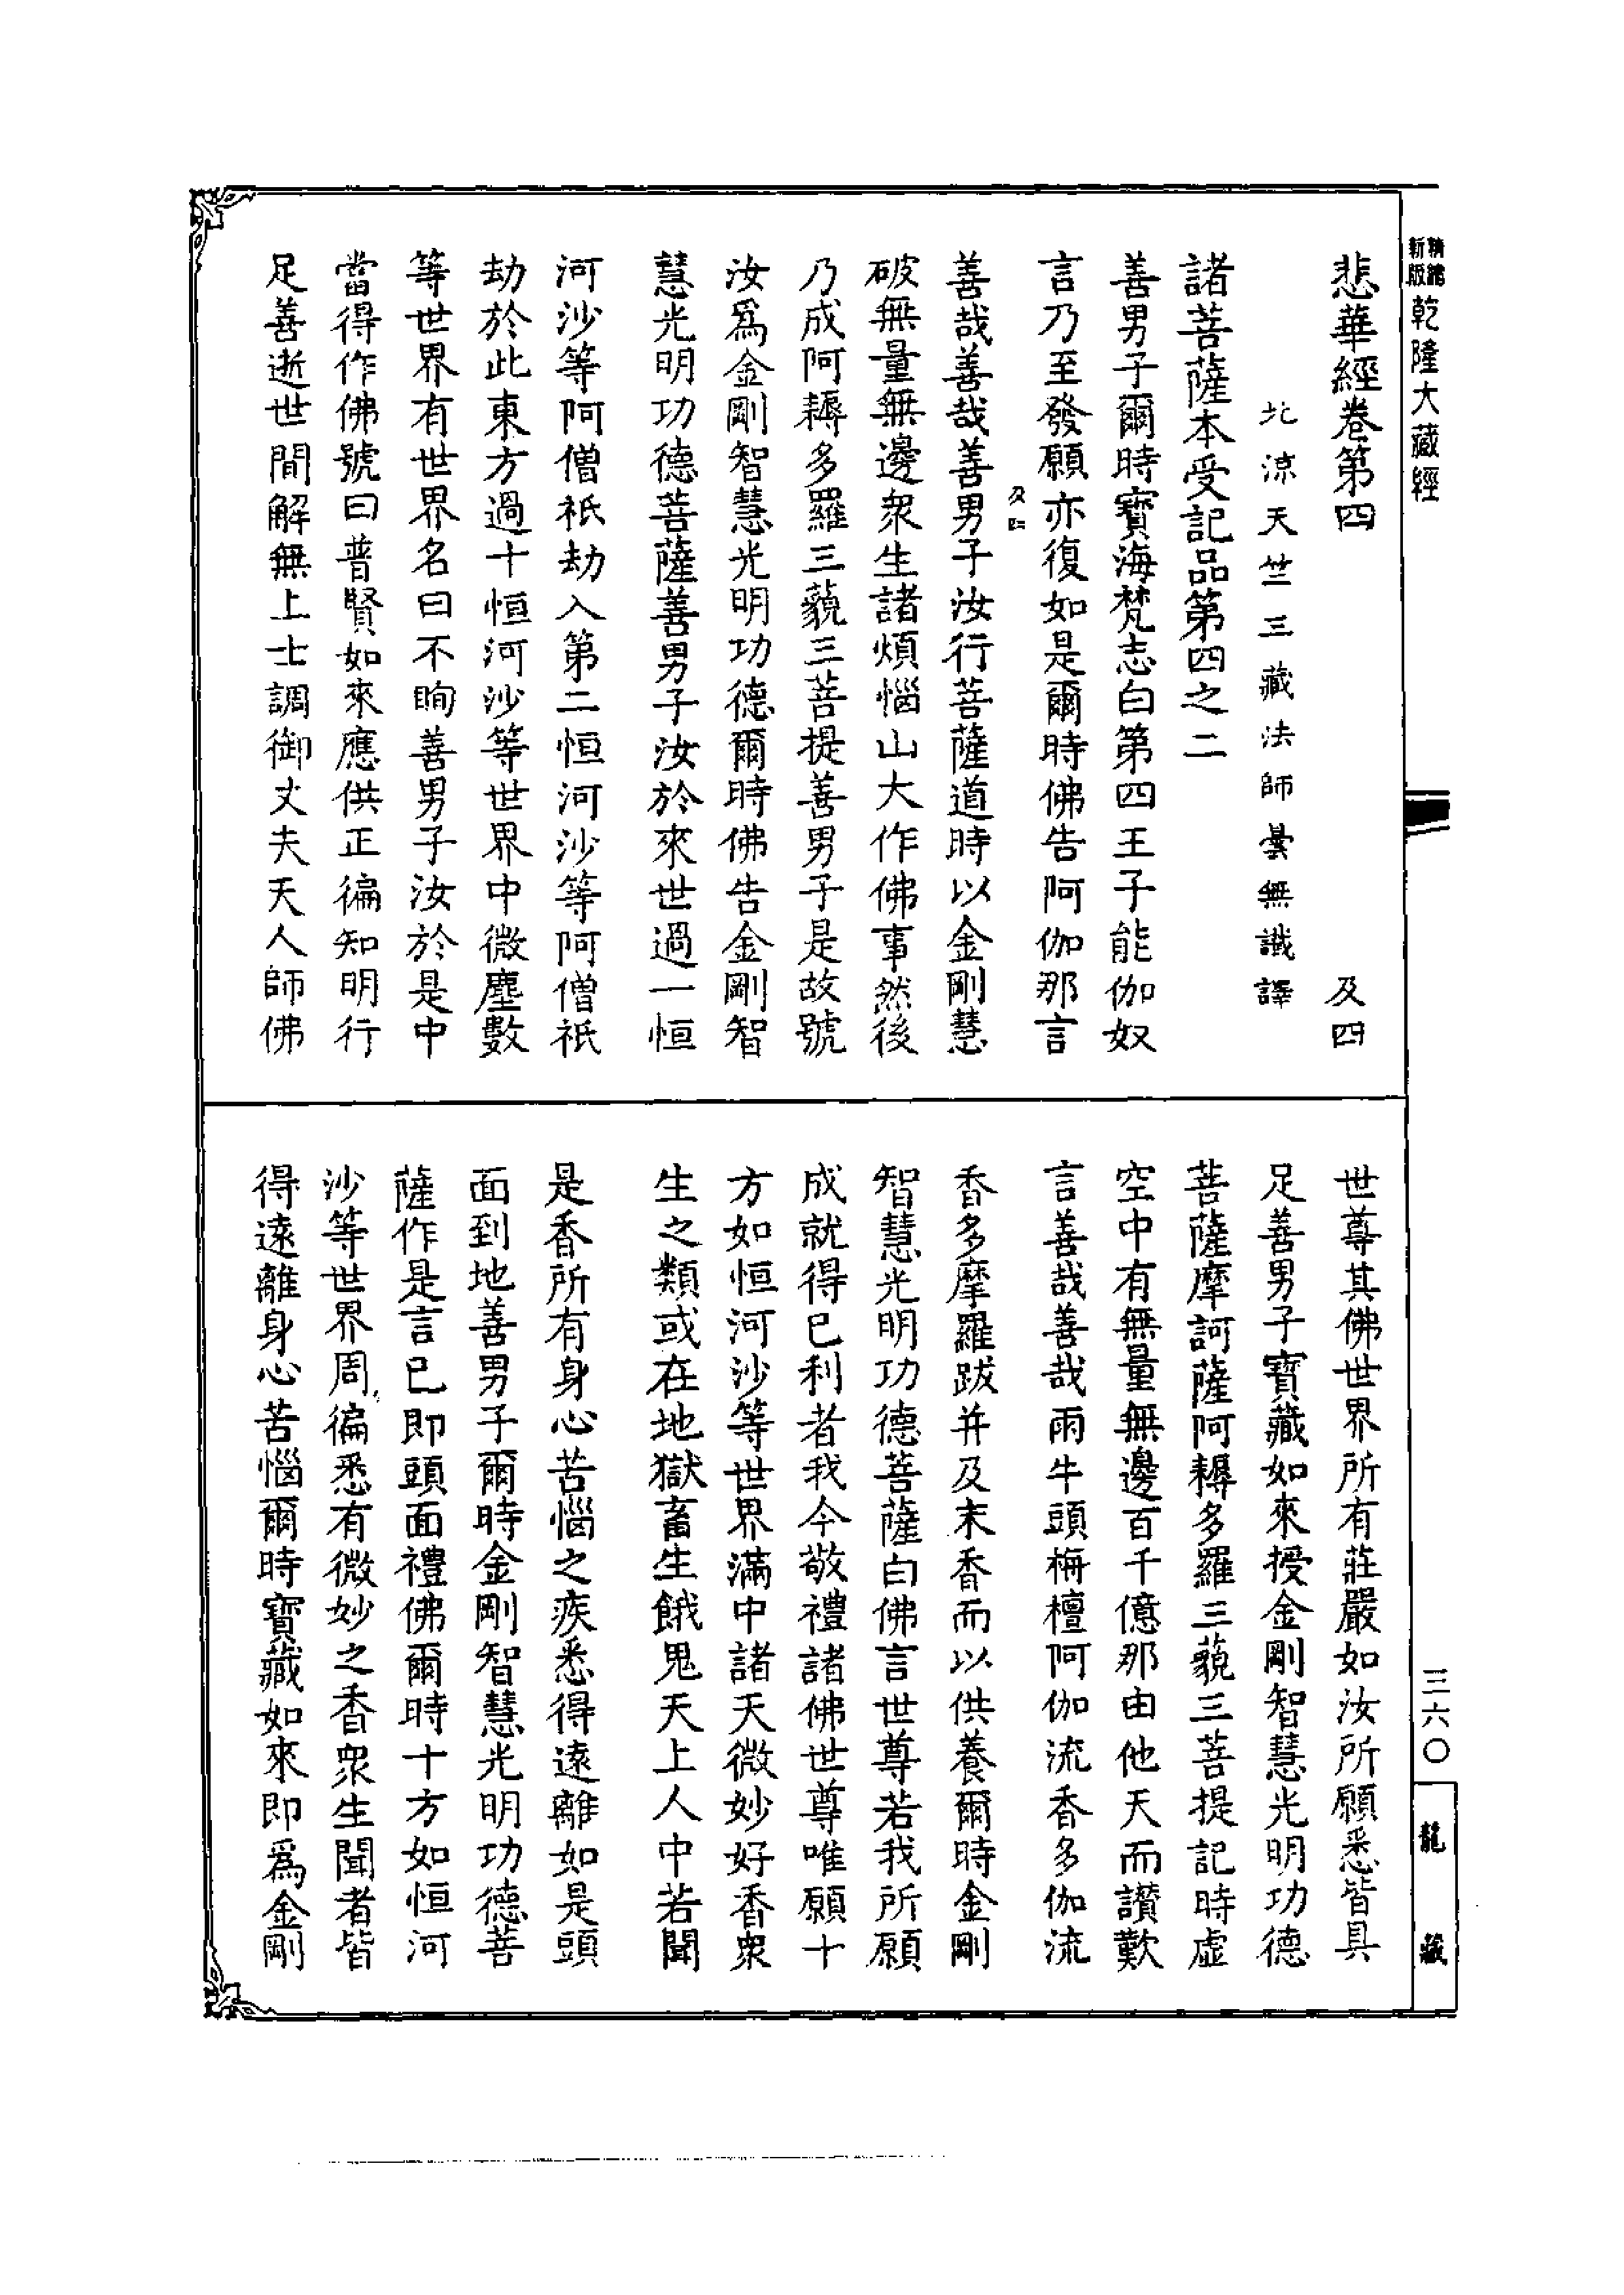 精縮
新版
乾隆大藏經
悲華經卷第四 及四
北涼天竺三藏法師曇無讖譯
諸菩薩本受記品第四之二
善男子爾時寶海梵志白第四王子能伽奴
言乃至發願亦復如是爾時佛告阿伽那言
及四
善哉善哉善男子汝行菩薩道時以金剛慧
破無量無邊衆生諸煩惱山大作佛事然後
乃成阿耨多羅三藐三菩提善男子是故號
汝爲金剛智慧光明功德爾時佛告金剛智
慧光明功德菩薩善男子汝於來世過一恒
河沙等阿僧祇劫入第二恒河沙等阿僧祇
劫於此東方過十恒河沙等世界中微塵數
等世界有世界名曰不眴善男子汝於是中
當得作佛號曰普賢如來應供正徧知明行
足善逝世間解無上士調御丈夫天人師佛
世尊其佛世界所有莊嚴如汝所願悉皆具
足善男子寶藏如來授金剛智慧光明功德
菩薩摩訶薩阿耨多羅三藐三菩提記時虛
空中有無量無邊百千億那由他天而讚歎
言善哉善哉雨牛頭栴檀阿伽流香多伽流
香多摩羅跋并及末香而以供養爾時金剛
智慧光明功德菩薩白佛言世尊若我所願
成就得已利者我今敬禮諸佛世尊唯願十
方如恒河沙等世界滿中諸天微妙好香衆
生之類或在地獄畜生餓鬼天上人中若聞
是香所有身心苦惱之疾悉得遠離如是頭
面到地善男子爾時金剛智慧光明功德菩
薩作是言已即頭面禮佛爾時十方如恒河
沙等世界周徧悉有微妙之香衆生聞者皆
得遠離身心苦惱爾時寶藏如來即爲金剛
三六〇
龍藏